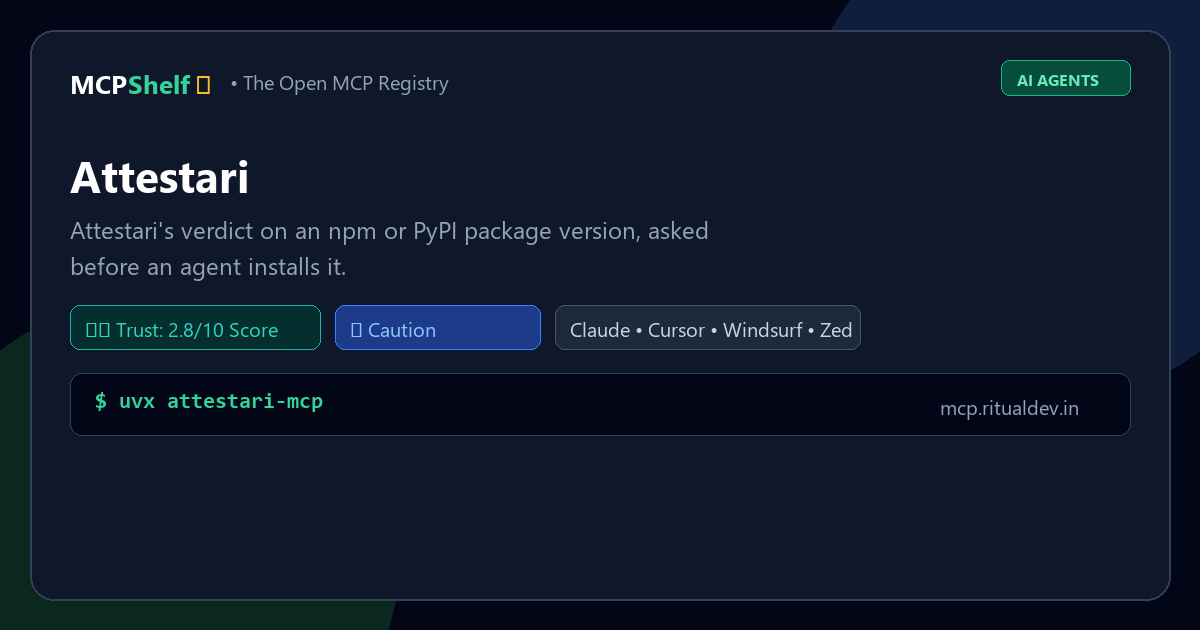 MCPShelf • The Open MCP Registry
AI AGENTS
Attestari
Attestari's verdict on an npm or PyPI package version, asked
before an agent installs it.
Trust: 2.8/10 Score
Caution
Claude • Cursor • Windsurf • Zed
$ uvx attestari-mcp
mcp.ritualdev.in